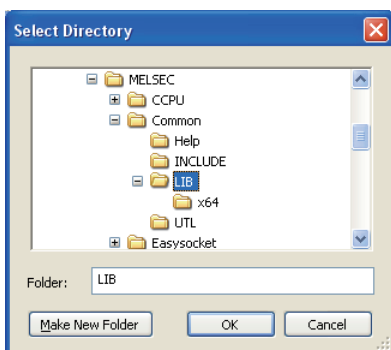 Select Directory
MELSEC
CCPU
Common
Help
INCLUDE
LIB
x64
UTL
Easysocket
Folder: LIB
Make New Folder OK Cancel